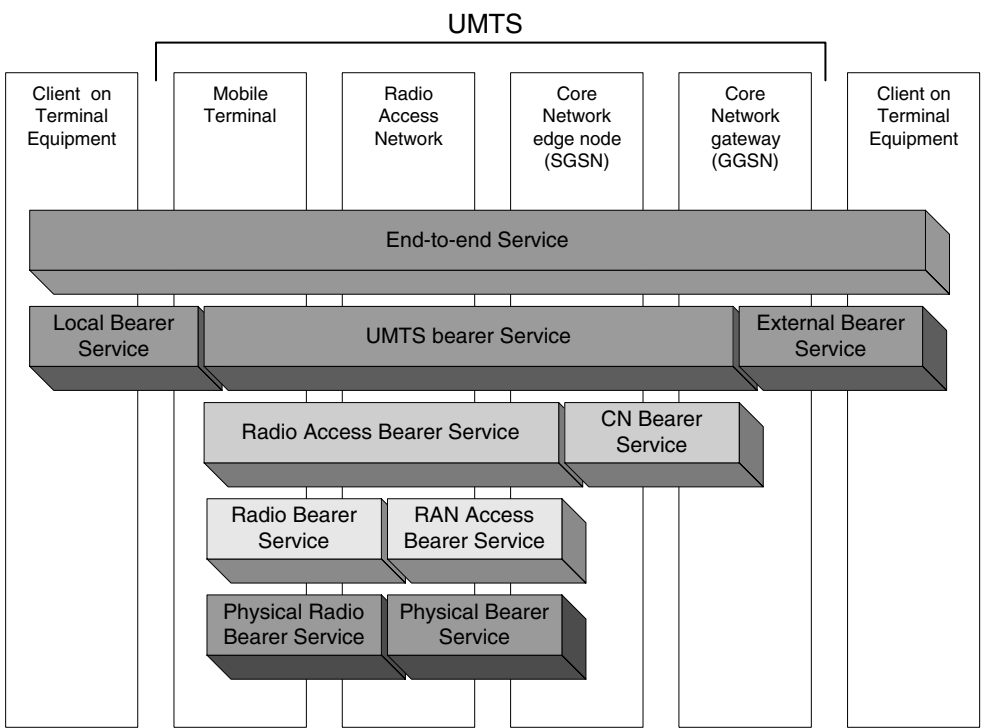 UMTS
Client on
Terminal
Equipment
Mobile
Terminal
Radio
Access
Network
Core
Network
edge node
(SGSN)
Core
Network
gateway
(GGSN)
Client on
Terminal
Equipment
End-to-end Service
Local Bearer
Service
UMTS bearer Service
External Bearer
Service
Radio Access Bearer Service
CN Bearer
Service
Radio Bearer
Service
RAN Access
Bearer Service
Physical Radio
Bearer Service
Physical Bearer
Service